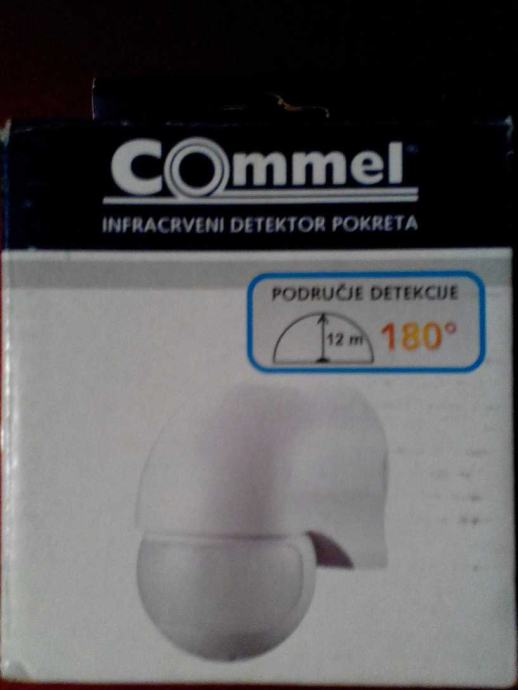 Commel
INFRACRVENI DETEKTOR POKRETA
PODRUČJE DETEKCIJE
12 m 180°